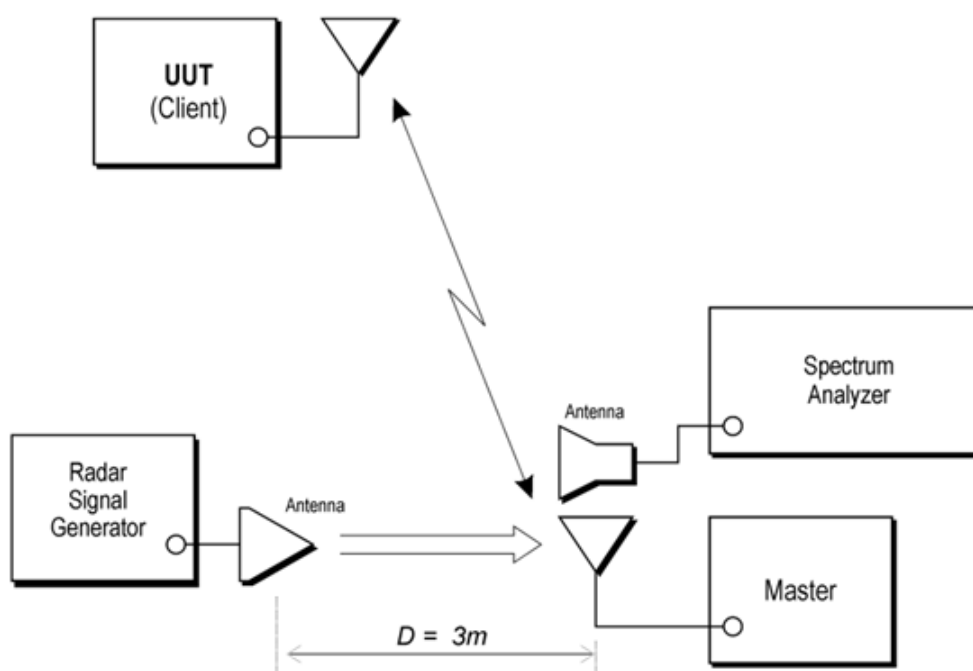 UUT
(Client)
Spectrum
Analyzer
Antenna
Radar
Signal
Generator
Antenna
Master
D = 3m